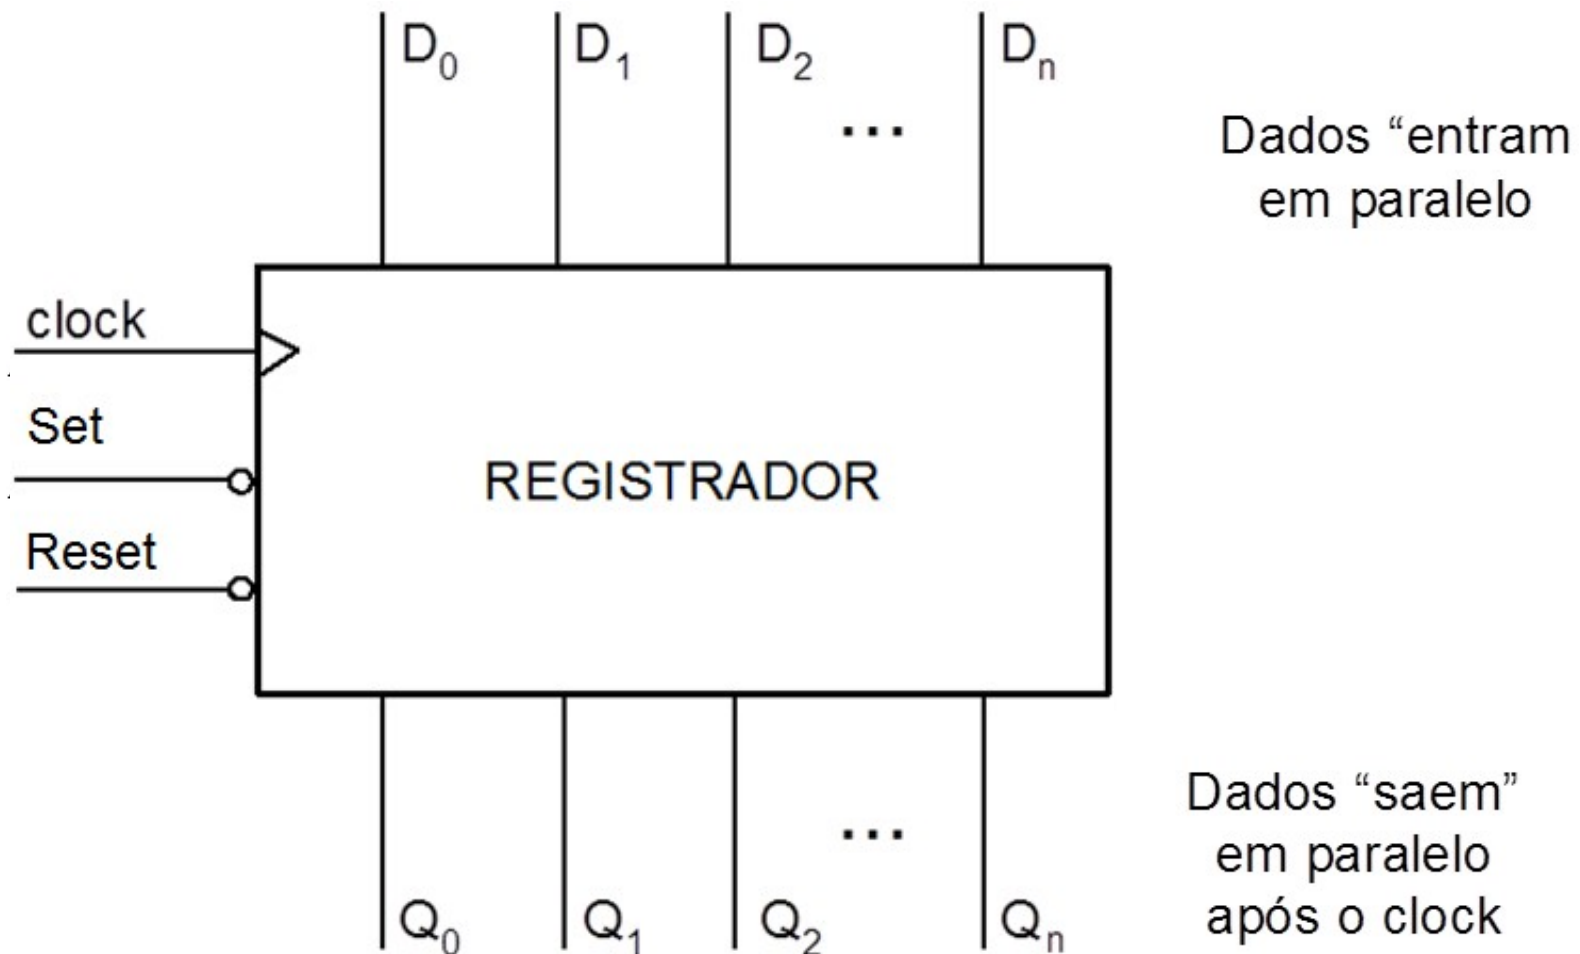 D₀ D₁ D₂ Dₙ
...
Dados “entram
em paralelo
clock
Set
REGISTRADOR
Reset
Dados “saem”
em paralelo
após o clock
...
Q₀ Q₁ Q₂ Qₙ